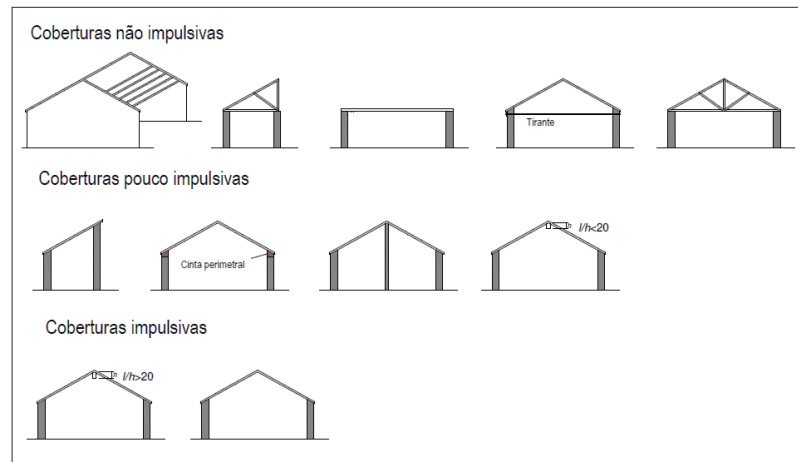 Coberturas não impulsivas
Tirante
Coberturas pouco impulsivas
Cinta perimetral
l/h<20
Coberturas impulsivas
l/h>20